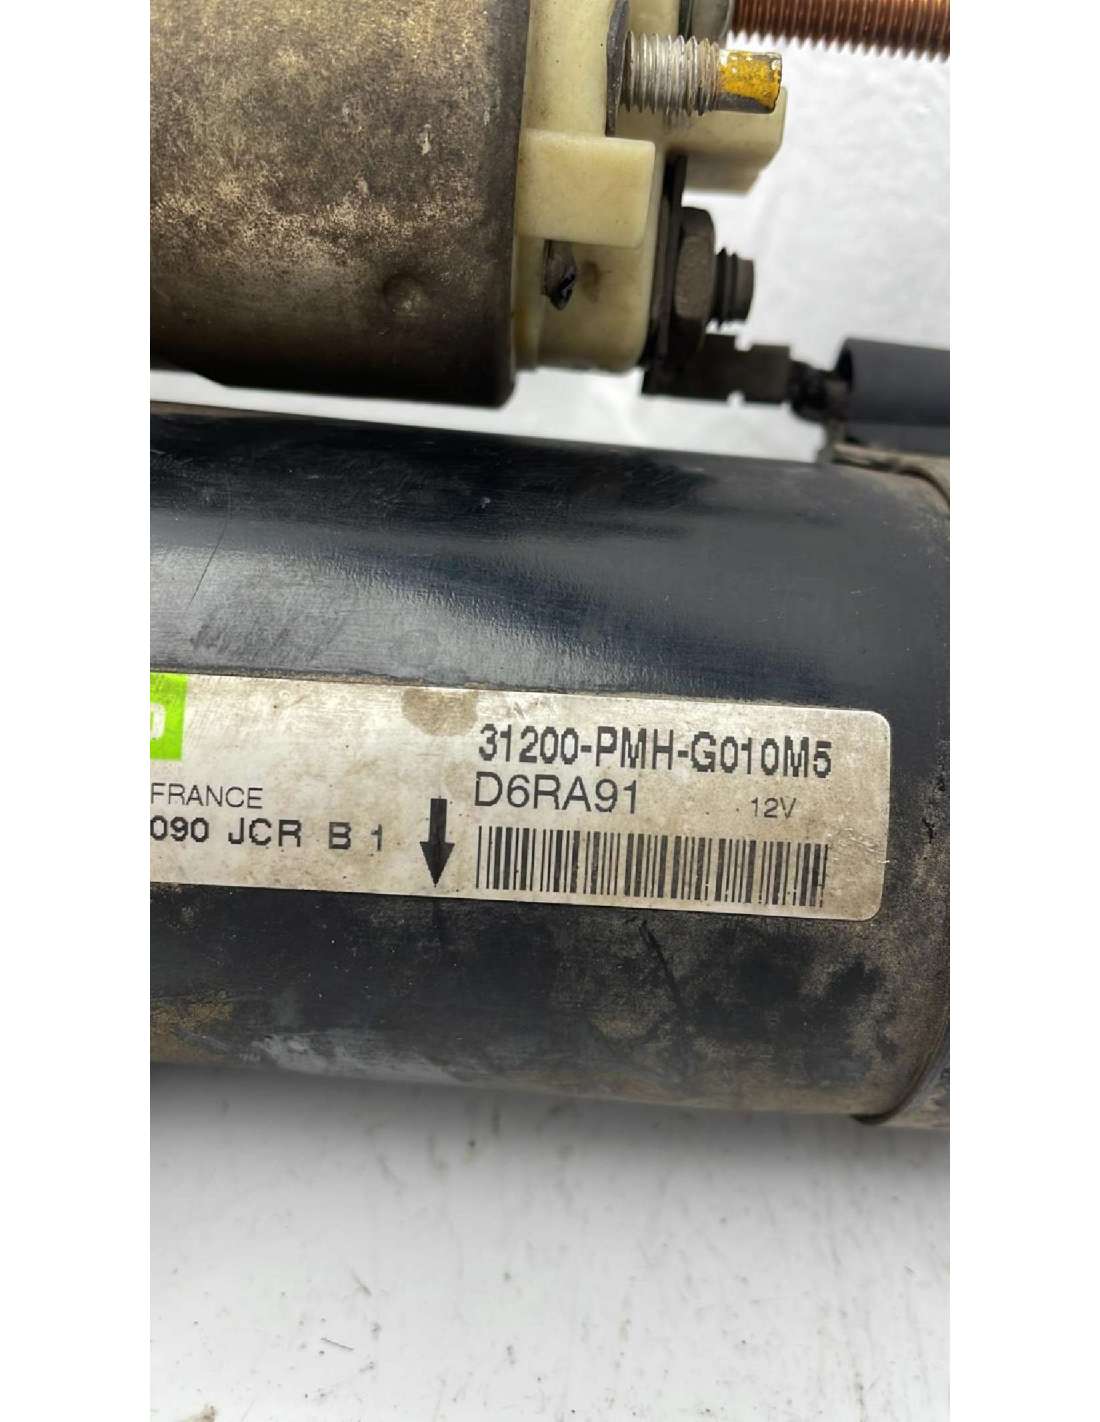 31200-PMH-G010M5
D6RA91 12V
FRANCE
090 JCR B 1